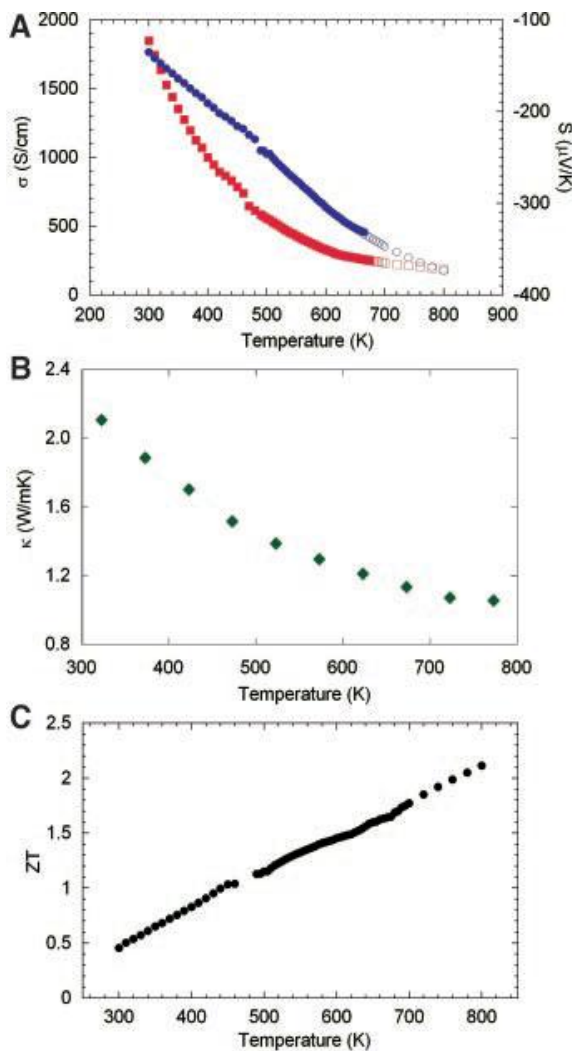 A
2000
1500
1000
500
0
σ (S/cm)
-100
-200
-300
-400
S (μV/K)
200 300 400 500 600 700 800 900
Temperature (K)
B
2.4
2.0
1.6
1.2
0.8
κ (W/mK)
300 400 500 600 700 800
Temperature (K)
C
2.5
2
1.5
1
0.5
0
ZT
300 400 500 600 700 800
Temperature (K)